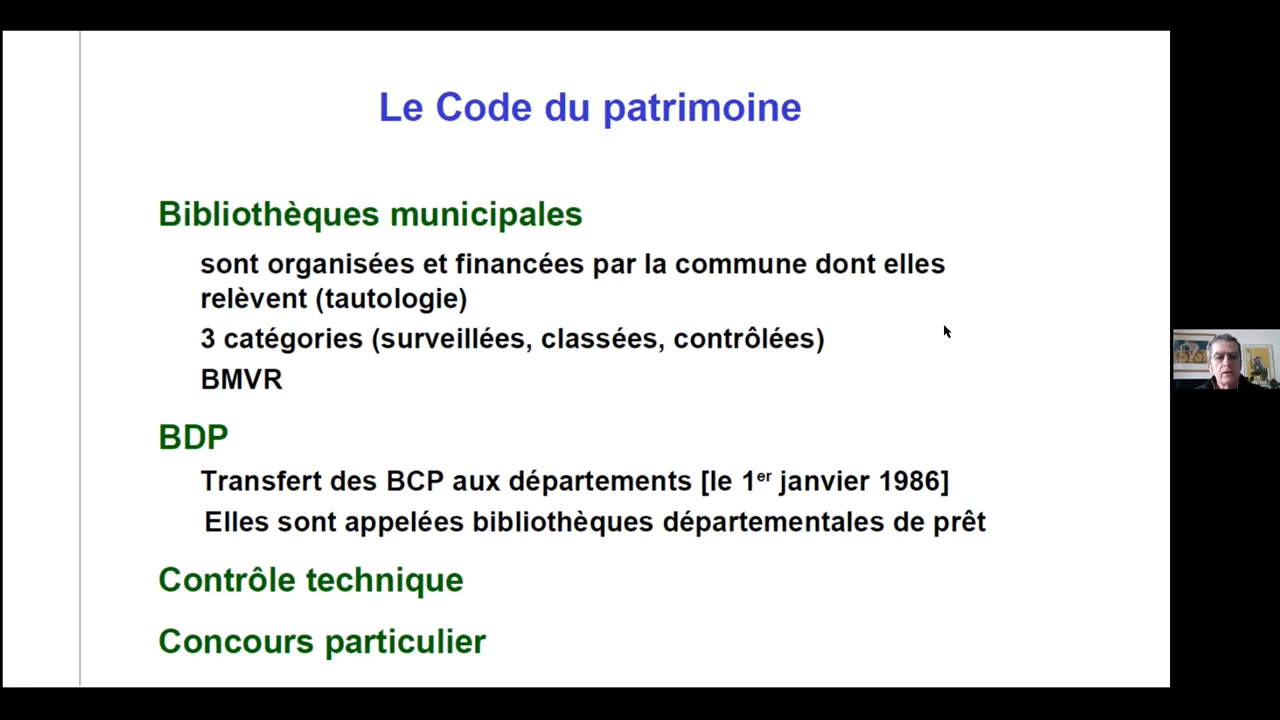 Le Code du patrimoine
Bibliothèques municipales
sont organisées et financées par la commune dont elles
relèvent (tautologie)
3 catégories (surveillées, classées, contrôlées)
BMVR
BDP
Transfert des BCP aux départements [le 1er janvier 1986]
Elles sont appelées bibliothèques départementales de prêt
Contrôle technique
Concours particulier